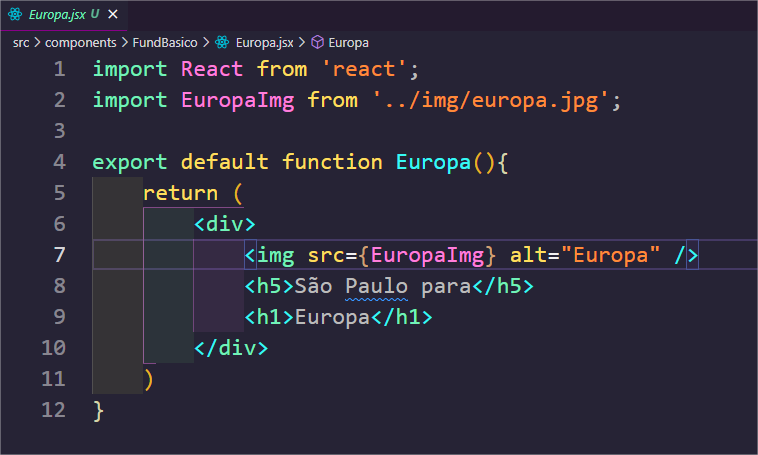 Europa.jsx U ×
src > components > FundBasico > Europa.jsx > Europa
1 import React from 'react';
2 import EuropaImg from '../img/europa.jpg';
3
4 export default function Europa(){
5 return (
6 <div>
7 <img src={EuropaImg} alt="Europa" />
8 <h5>São Paulo para</h5>
9 <h1>Europa</h1>
10 </div>
11 )
12 }